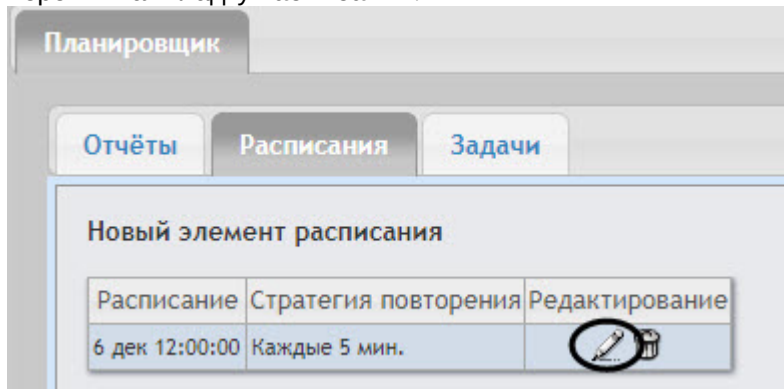 Планировщик
Отчёты Расписания Задачи
Новый элемент расписания
Расписание Стратегия повторения Редактирование
6 дек 12:00:00 Каждые 5 мин.